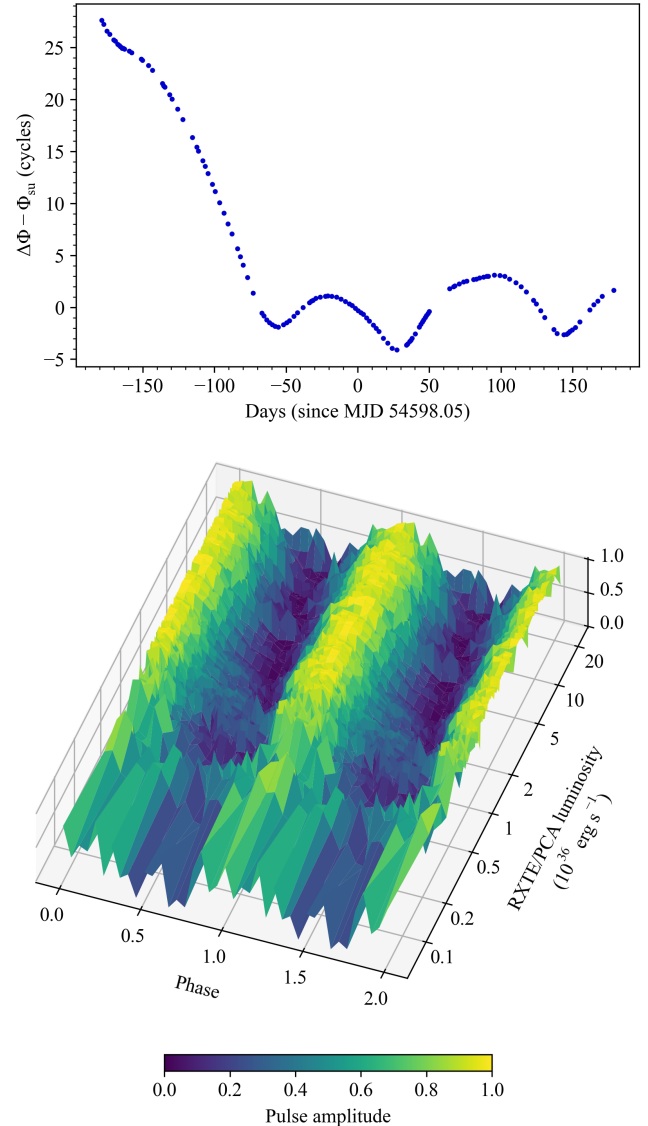 25
20
15
10
5
0
−5
ΔΦ − Φsu (cycles)
−150 −100 −50 0 50 100 150
Days (since MJD 54598.05)
1.0
0.5
0.0
20
10
5
2
1
0.5
0.2
0.1
RXTE/PCA luminosity
(10³⁶ erg s⁻¹)
0.0
0.5
1.0
1.5
2.0
Phase
0.0 0.2 0.4 0.6 0.8 1.0
Pulse amplitude